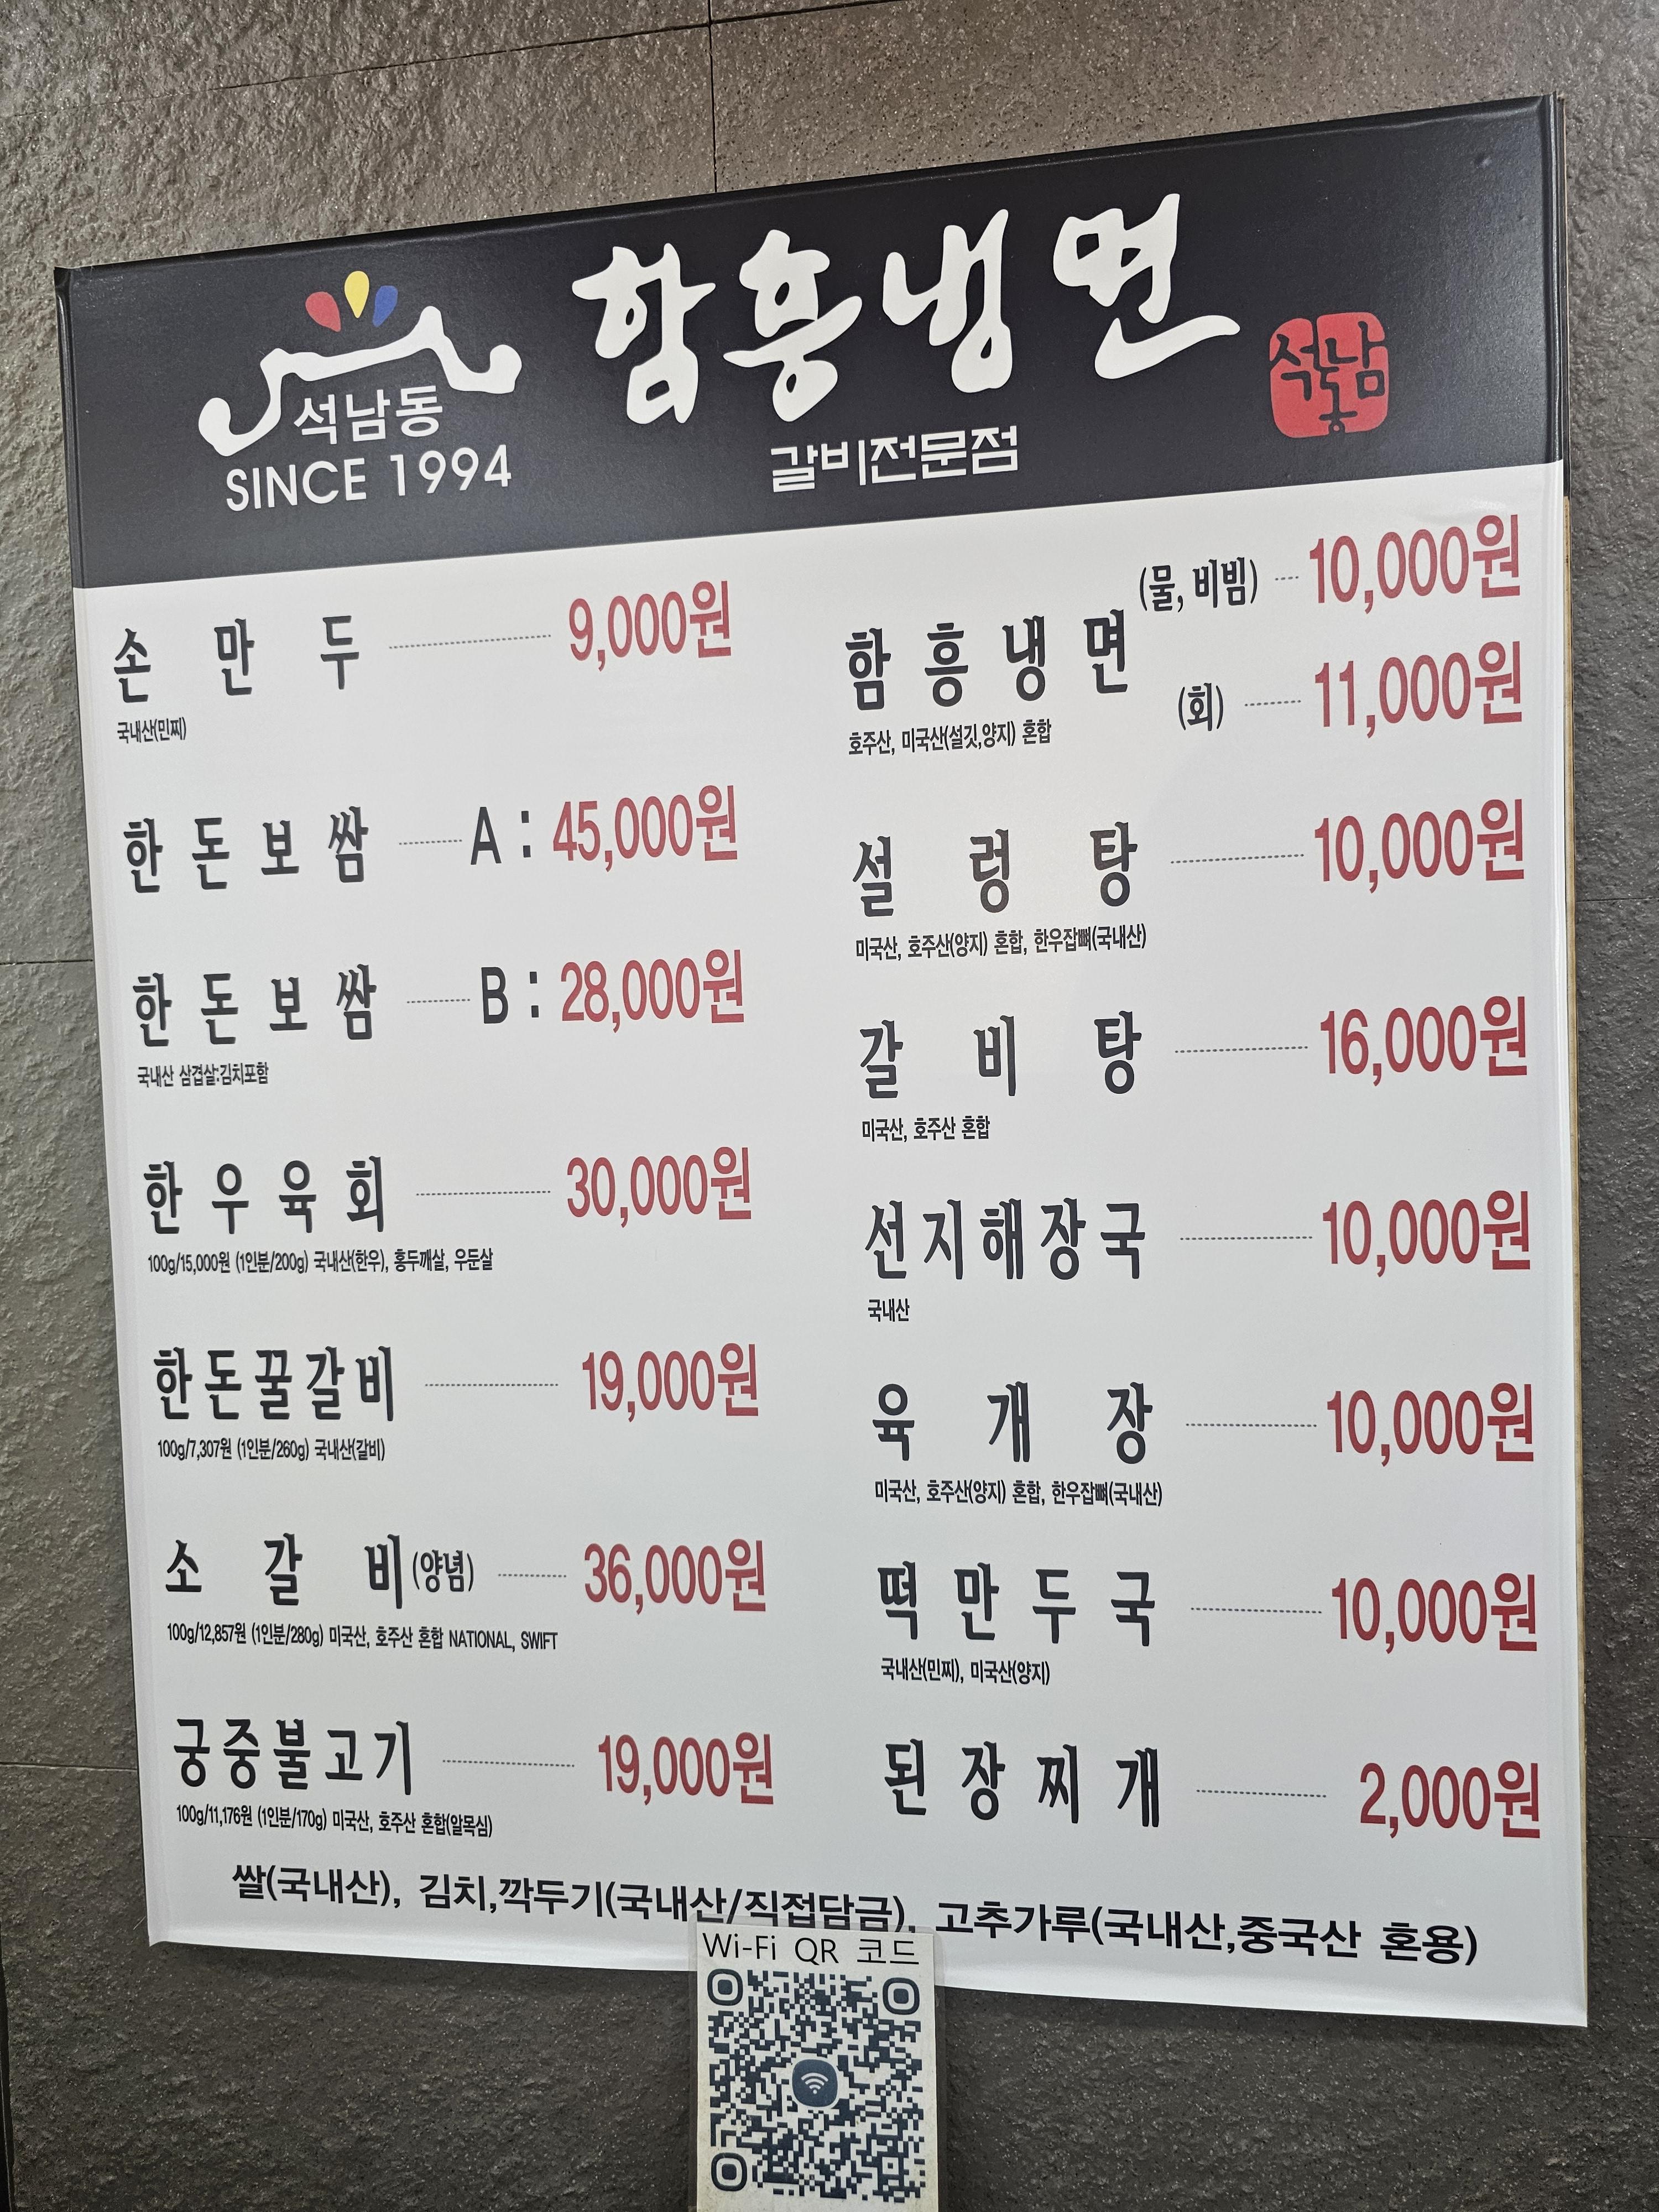 석남동
SINCE 1994
함흥냉면
갈비전문점
석남동
손만두 9,000원
국내산(민찌)
한돈보쌈 A : 45,000원
한돈보쌈 B : 28,000원
국내산 삼겹살:김치포함
한우육회 30,000원
100g/15,000원 (1인분/200g) 국내산(한우), 홍두깨살, 우둔살
한돈꿀갈비 19,000원
100g/7,307원 (1인분/260g) 국내산(갈비)
소갈비(양념) 36,000원
100g/12,857원 (1인분/280g) 미국산, 호주산 혼합 NATIONAL, SWIFT
궁중불고기 19,000원
100g/11,176원 (1인분/170g) 미국산, 호주산 혼합(알목심)
함흥냉면 (물, 비빔) 10,000원
(회) 11,000원
호주산, 미국산(설깃,양지) 혼합
설렁탕 10,000원
미국산, 호주산(양지) 혼합, 한우잡뼈(국내산)
갈비탕 16,000원
미국산, 호주산 혼합
선지해장국 10,000원
국내산
육개장 10,000원
미국산, 호주산(양지) 혼합, 한우잡뼈(국내산)
떡만두국 10,000원
국내산(민찌), 미국산(양지)
된장찌개 2,000원
쌀(국내산), 김치,깍두기(국내산/직접담금), 고추가루(국내산,중국산 혼용)
Wi-Fi QR 코드